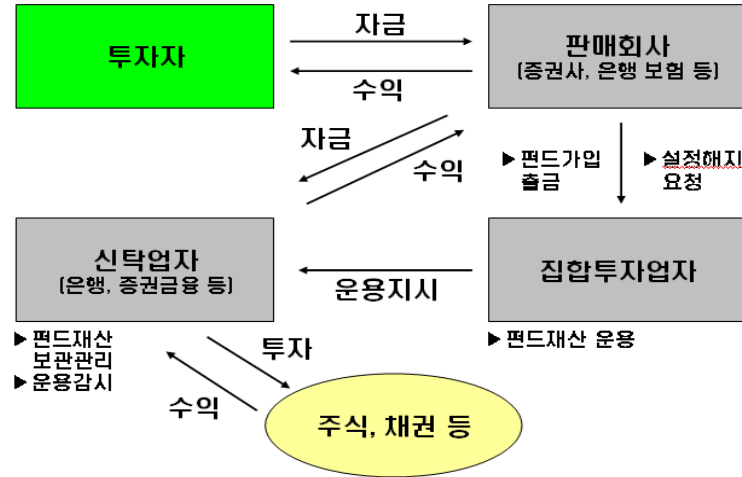 투자자
자금
수익
판매회사
(증권사, 은행 보험 등)
자금
수익
▶ 펀드가입
출금
▶ 설정해지
요청
신탁업자
(은행, 증권금융 등)
운용지시
집합투자업자
▶ 펀드재산
보관관리
▶ 운용감시
▶ 펀드재산 운용
투자
수익
주식, 채권 등